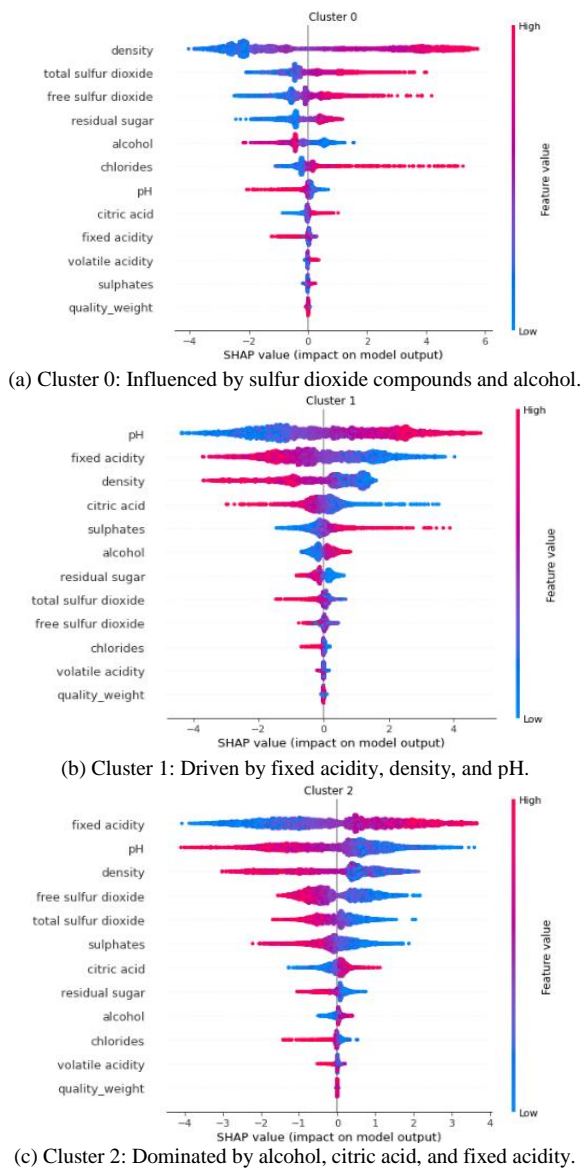 Cluster 0
High
density
total sulfur dioxide
free sulfur dioxide
residual sugar
alcohol
chlorides
pH
citric acid
fixed acidity
volatile acidity
sulphates
quality_weight
Feature value
Low
−4 −2 0 2 4 6
SHAP value (impact on model output)
(a) Cluster 0: Influenced by sulfur dioxide compounds and alcohol.
Cluster 1
High
pH
fixed acidity
density
citric acid
sulphates
alcohol
residual sugar
total sulfur dioxide
free sulfur dioxide
chlorides
volatile acidity
quality_weight
Feature value
Low
−4 −2 0 2 4
SHAP value (impact on model output)
(b) Cluster 1: Driven by fixed acidity, density, and pH.
Cluster 2
High
fixed acidity
pH
density
free sulfur dioxide
total sulfur dioxide
sulphates
citric acid
residual sugar
alcohol
chlorides
volatile acidity
quality_weight
Feature value
Low
−4 −3 −2 −1 0 1 2 3 4
SHAP value (impact on model output)
(c) Cluster 2: Dominated by alcohol, citric acid, and fixed acidity.